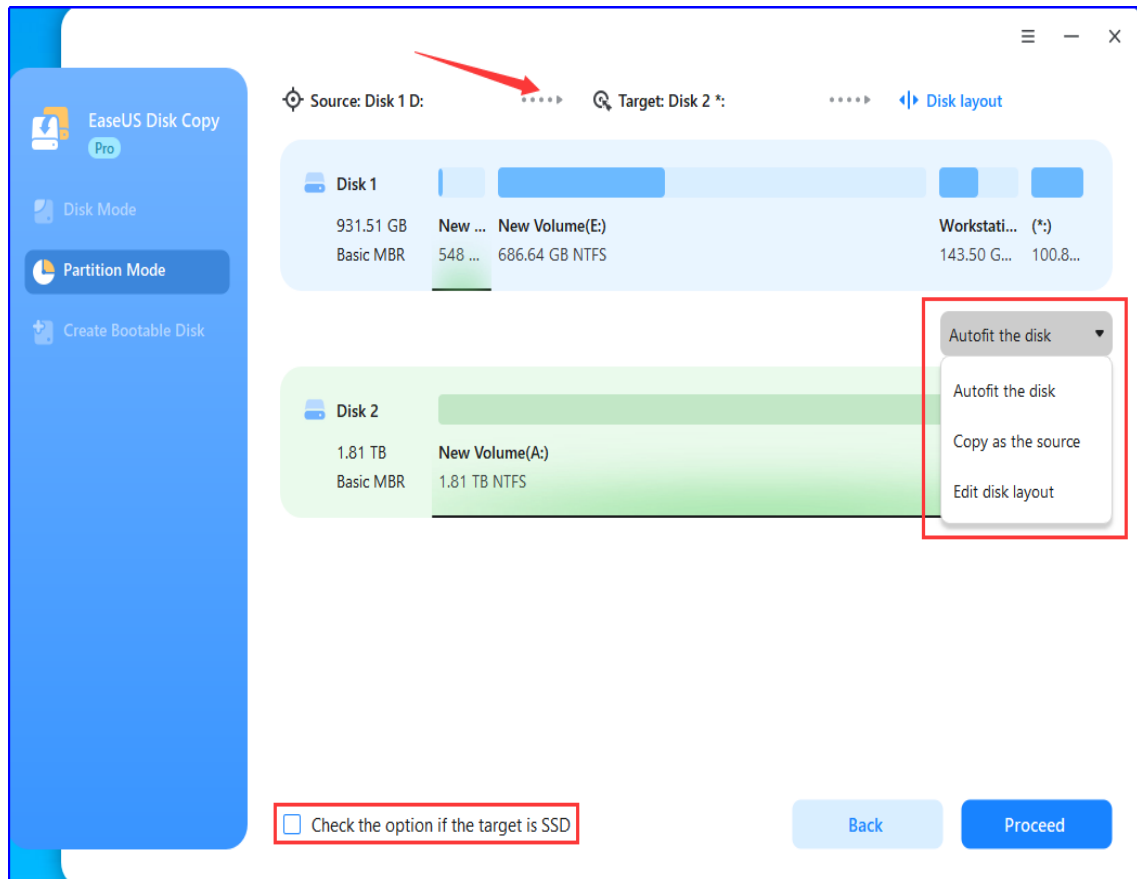 EaseUS Disk Copy
Pro
Disk Mode
Partition Mode
Create Bootable Disk
Source: Disk 1 D: Target: Disk 2 *: Disk layout
Disk 1
931.51 GB New ... New Volume(E:) Workstati... (*:)
Basic MBR 548 ... 686.64 GB NTFS 143.50 G... 100.8...
Autofit the disk
Autofit the disk
Copy as the source
Edit disk layout
Disk 2
1.81 TB New Volume(A:)
Basic MBR 1.81 TB NTFS
Check the option if the target is SSD Back Proceed